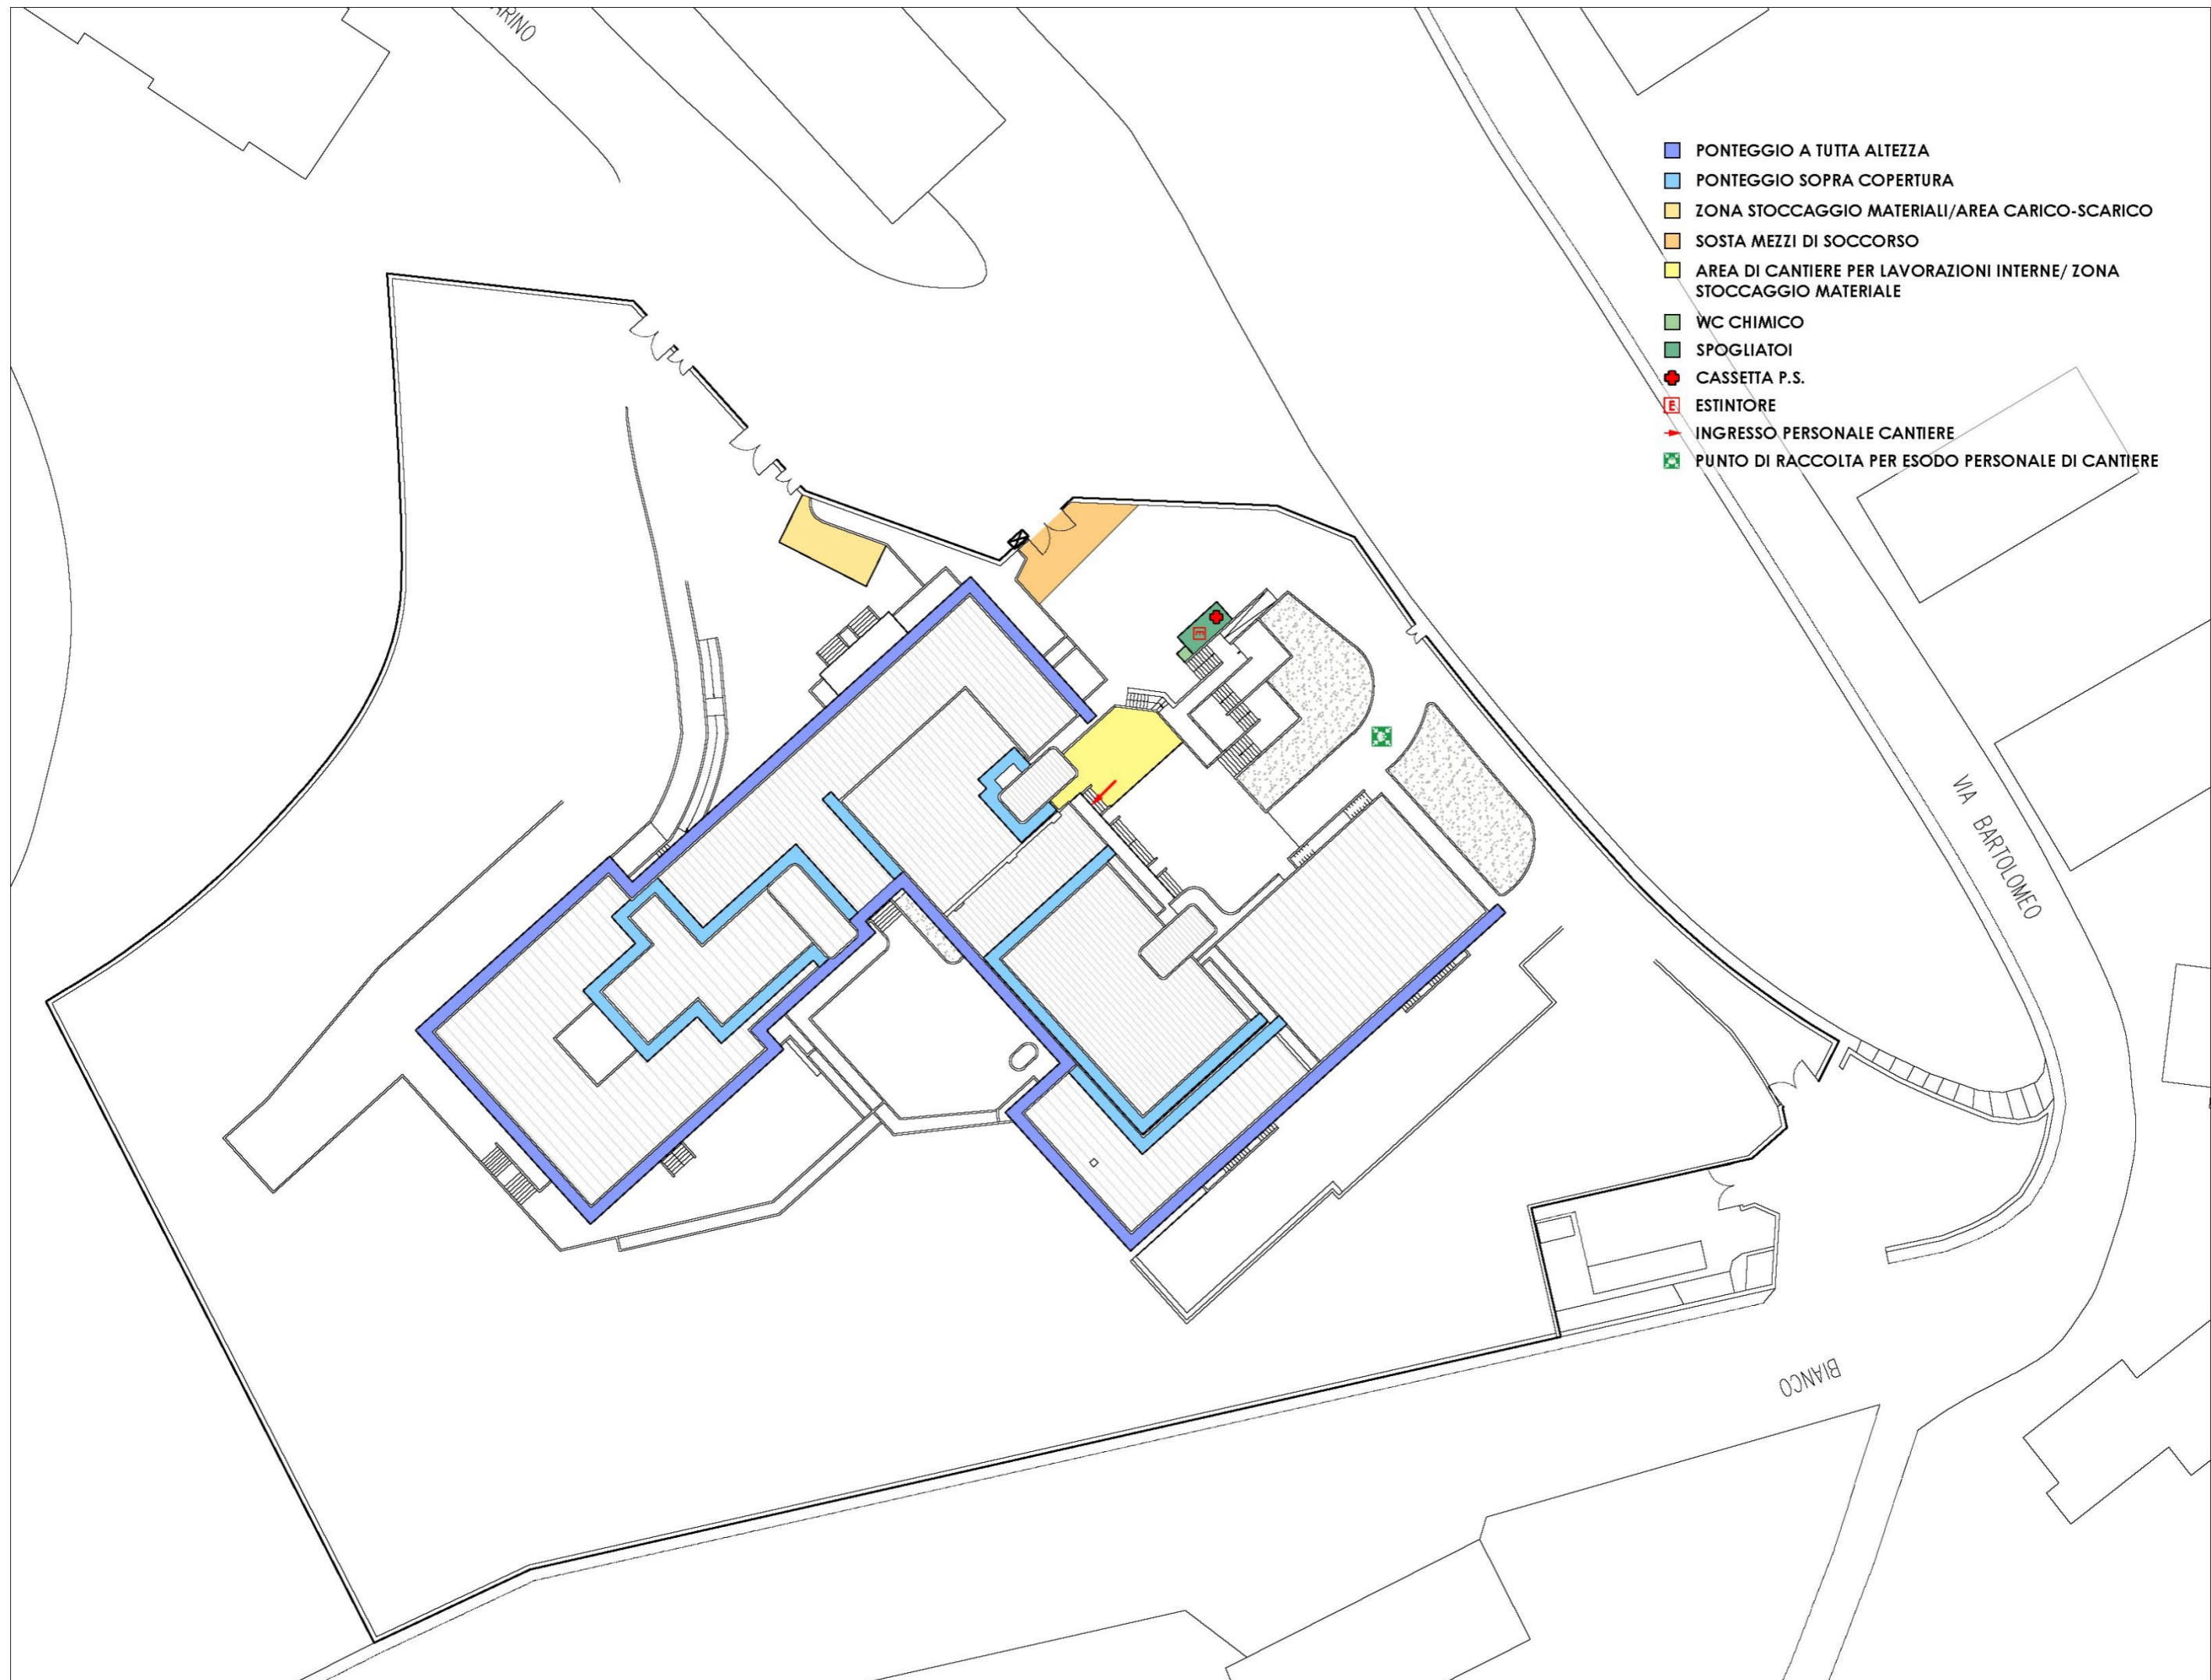 ARINO
PONTEGGIO A TUTTA ALTEZZA
PONTEGGIO SOPRA COPERTURA
ZONA STOCCAGGIO MATERIALI/AREA CARICO-SCARICO
SOSTA MEZZI DI SOCCORSO
AREA DI CANTIERE PER LAVORAZIONI INTERNE/ ZONA
STOCCAGGIO MATERIALE
WC CHIMICO
SPOGLIATOI
CASSETTA P.S.
E
ESTINTORE
INGRESSO PERSONALE CANTIERE
PUNTO DI RACCOLTA PER ESODO PERSONALE DI CANTIERE
E
VIA BARTOLOMEO
BIANCO